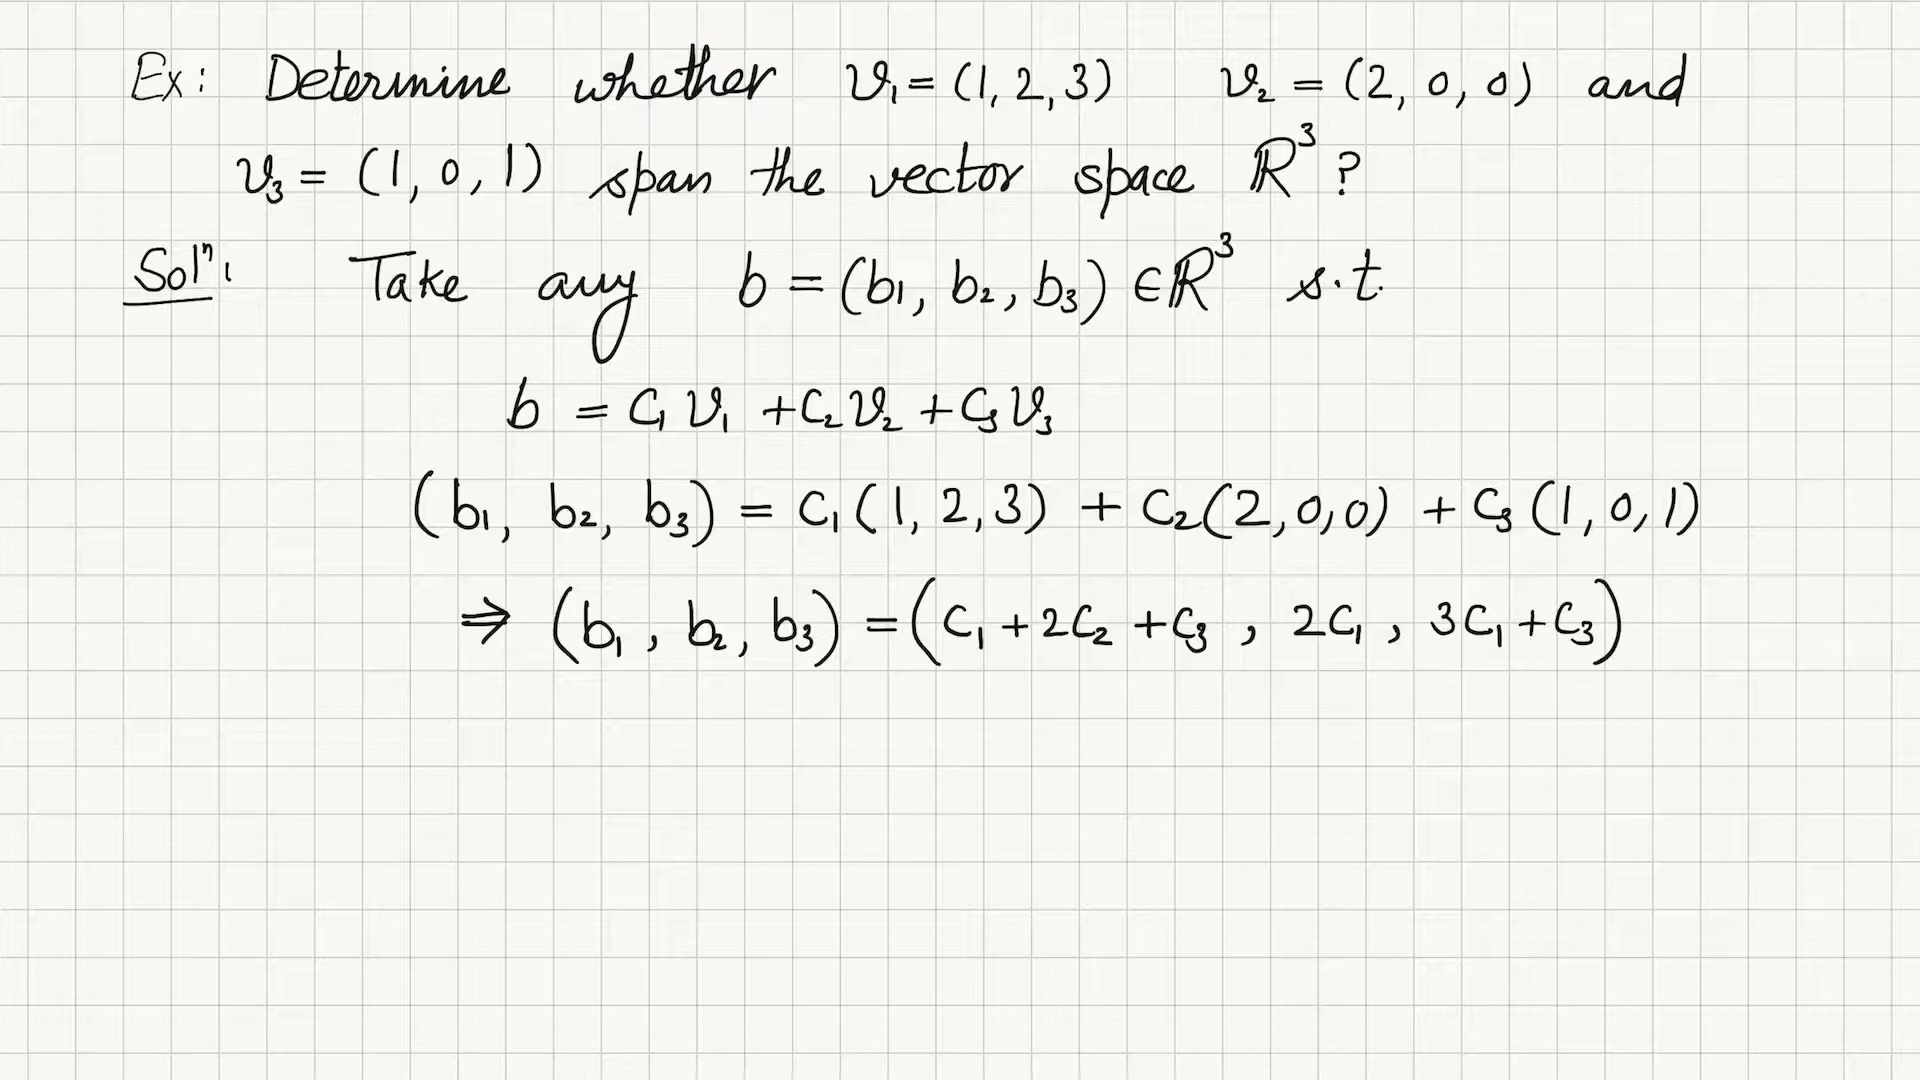 Ex: Determine whether v₁ = (1, 2, 3) v₂ = (2, 0, 0) and
v₃ = (1, 0, 1) span the vector space ℝ³?
Solⁿ: Take any b = (b₁, b₂, b₃) ∈ ℝ³ s.t.
b = c₁v₁ + c₂v₂ + c₃v₃
(b₁, b₂, b₃) = c₁(1, 2, 3) + c₂(2, 0, 0) + c₃(1, 0, 1)
⇒ (b₁, b₂, b₃) = (c₁ + 2c₂ + c₃, 2c₁, 3c₁ + c₃)